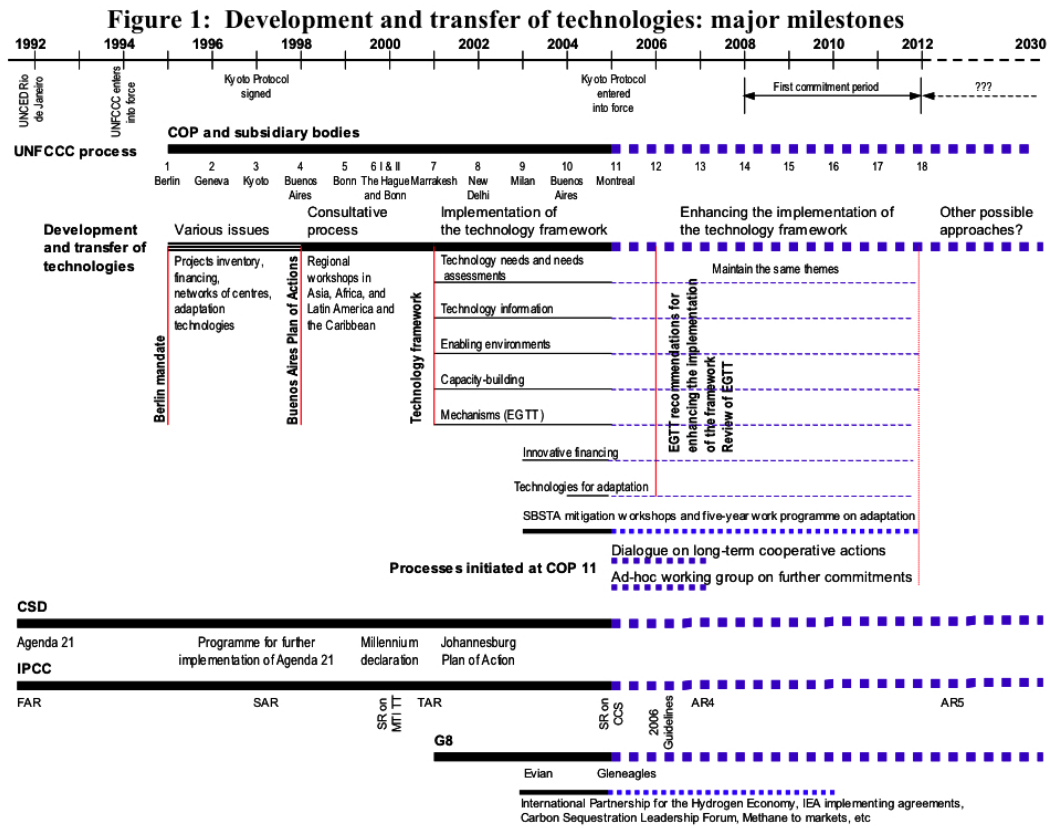 Figure 1: Development and transfer of technologies: major milestones
1992 1994 1996 1998 2000 2002 2004 2006 2008 2010 2012 2030
UNCED Rio
de Janeiro
UNFCCC enters
into force
Kyoto Protocol
signed
Kyoto Protocol
entered
into force
First commitment period
???
COP and subsidiary bodies
UNFCCC process
1 2 3 4 5 6 I & II 7 8 9 10 11 12 13 14 15 16 17 18
Berlin Geneva Kyoto Buenos Bonn The Hague Marrakesh New Milan Buenos Montreal
Aires and Bonn Delhi Aires
Development
and transfer of
technologies
Various issues
Consultative
process
Implementation of
the technology framework
Enhancing the implementation of
the technology framework
Other possible
approaches?
Berlin mandate
Projects inventory,
financing,
networks of centres,
adaptation
technologies
Buenos Aires Plan of Actions
Regional
workshops in
Asia, Africa, and
Latin America and
the Caribbean
Technology framework
Technology needs and needs
assessments
Technology information
Enabling environments
Capacity-building
Mechanisms (EGTT)
Innovative financing
Technologies for adaptation
EGTT recommendations for
enhancing the implementation
of the framework
Review of EGTT
Maintain the same themes
SBSTA mitigation workshops and five-year work programme on adaptation
Processes initiated at COP 11
Dialogue on long-term cooperative actions
Ad-hoc working group on further commitments
CSD
Agenda 21
Programme for further
implementation of Agenda 21
Millennium
declaration
Johannesburg
Plan of Action
IPCC
FAR SAR
SR on
MTI TT
TAR
SR on
CCS
2006
Guidelines
AR4 AR5
G8
Evian Gleneagles
International Partnership for the Hydrogen Economy, IEA implementing agreements,
Carbon Sequestration Leadership Forum, Methane to markets, etc